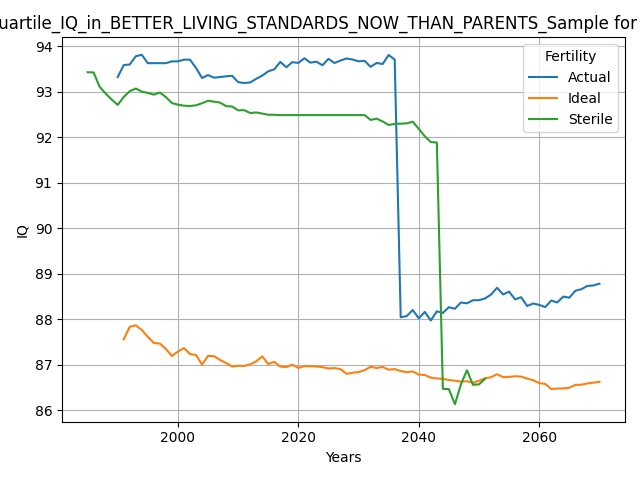 uartile_IQ_in_BETTER_LIVING_STANDARDS_NOW_THAN_PARENTS_Sample for
94
93
92
91
90
89
88
87
86
IQ
Fertility
Actual
Ideal
Sterile
2000
2020
2040
2060
Years